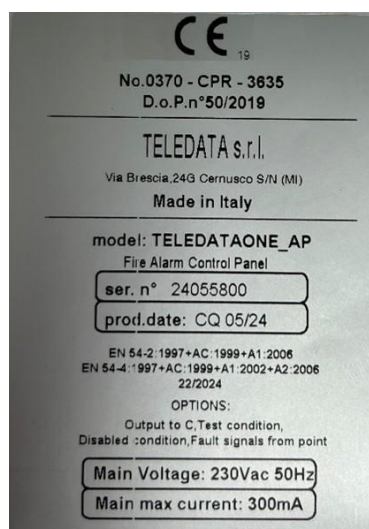 CE
19
No.0370 - CPR - 3635
D.o.P.n°50/2019
TELEDATA s.r.l.
Via Brescia,24G Cernusco S/N (MI)
Made in Italy
model: TELEDATAONE_AP
Fire Alarm Control Panel
ser. n° 24055800
prod.date: CQ 05/24
EN 54-2:1997+AC:1999+A1:2006
EN 54-4:1997+AC:1999+A1:2002+A2:2006
22/2024
OPTIONS:
Output to C,Test condition,
Disabled condition,Fault signals from point
Main Voltage: 230Vac 50Hz
Main max current: 300mA